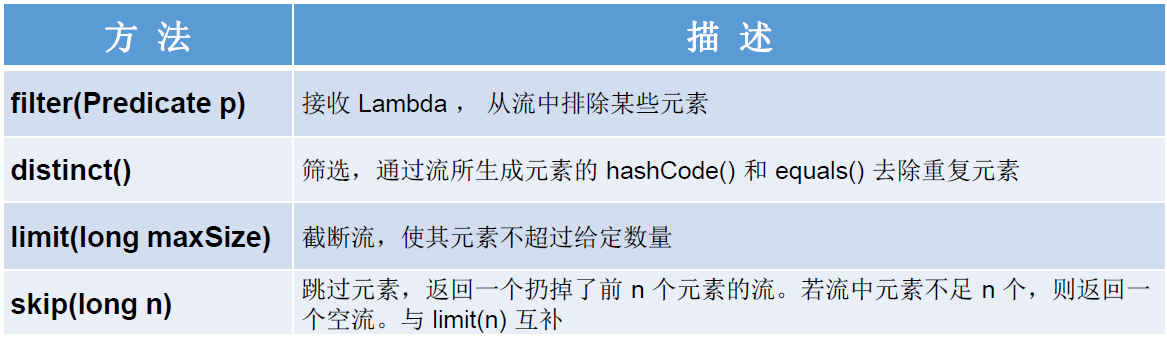 方 法 描 述
filter(Predicate p) 接收 Lambda ， 从流中排除某些元素
distinct() 筛选，通过流所生成元素的 hashCode() 和 equals() 去除重复元素
limit(long maxSize) 截断流，使其元素不超过给定数量
skip(long n) 跳过元素，返回一个扔掉了前 n 个元素的流。若流中元素不足 n 个，则返回一
个空流。与 limit(n) 互补